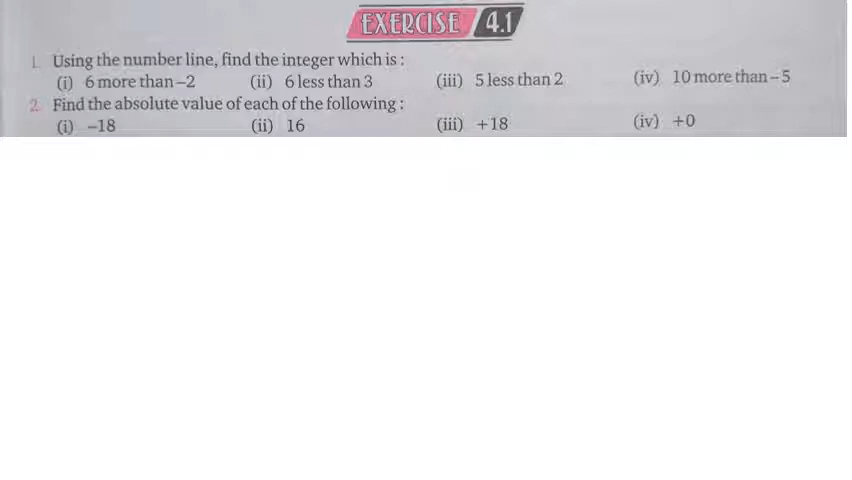 EXERCISE 4.1
1. Using the number line, find the integer which is :
(i) 6 more than –2 (ii) 6 less than 3 (iii) 5 less than 2 (iv) 10 more than – 5
2. Find the absolute value of each of the following :
(i) –18 (ii) 16 (iii) +18 (iv) +0